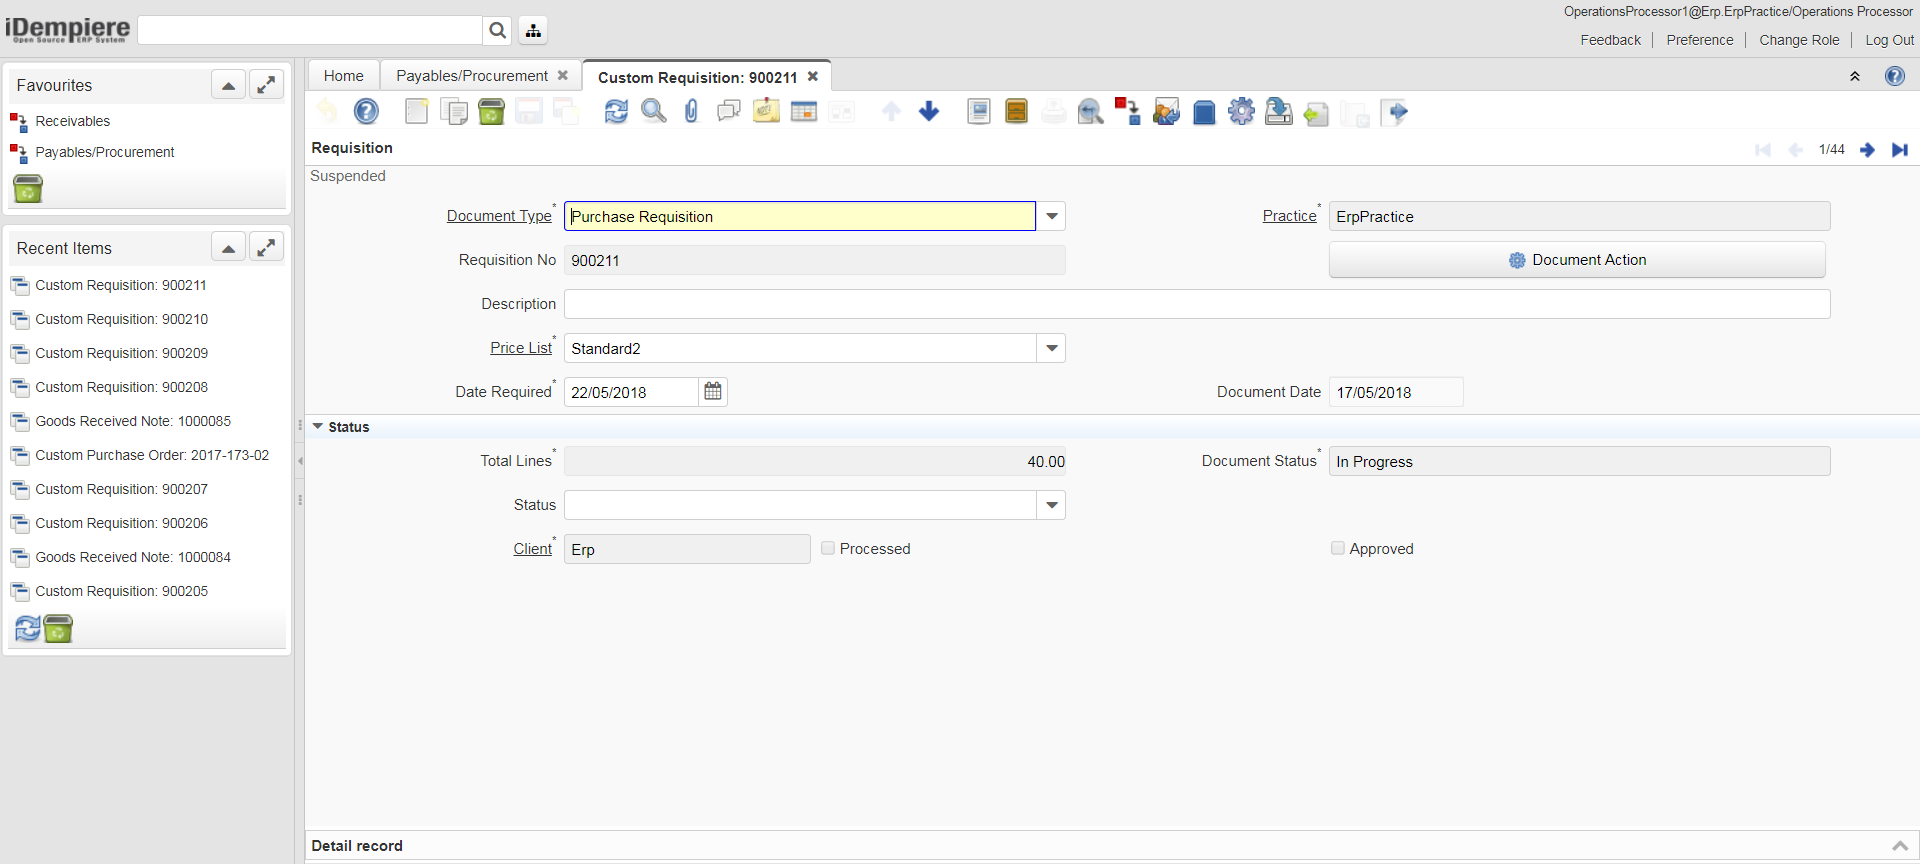 iDempiere
Open Source ERP System
OperationsProcessor1@Erp.ErpPractice/Operations Processor
Feedback
Preference
Change Role
Log Out
Favourites
Receivables
Payables/Procurement
Recent Items
Custom Requisition: 900211
Custom Requisition: 900210
Custom Requisition: 900209
Custom Requisition: 900208
Goods Received Note: 1000085
Custom Purchase Order: 2017-173-02
Custom Requisition: 900207
Custom Requisition: 900206
Goods Received Note: 1000084
Custom Requisition: 900205
Home
Payables/Procurement
Custom Requisition: 900211
Requisition
1/44
Suspended
Document Type* Purchase Requisition
Practice* ErpPractice
Requisition No 900211
Document Action
Description
Price List* Standard2
Date Required* 22/05/2018
Document Date 17/05/2018
Status
Total Lines* 40.00
Document Status* In Progress
Status
Client* Erp
Processed
Approved
Detail record